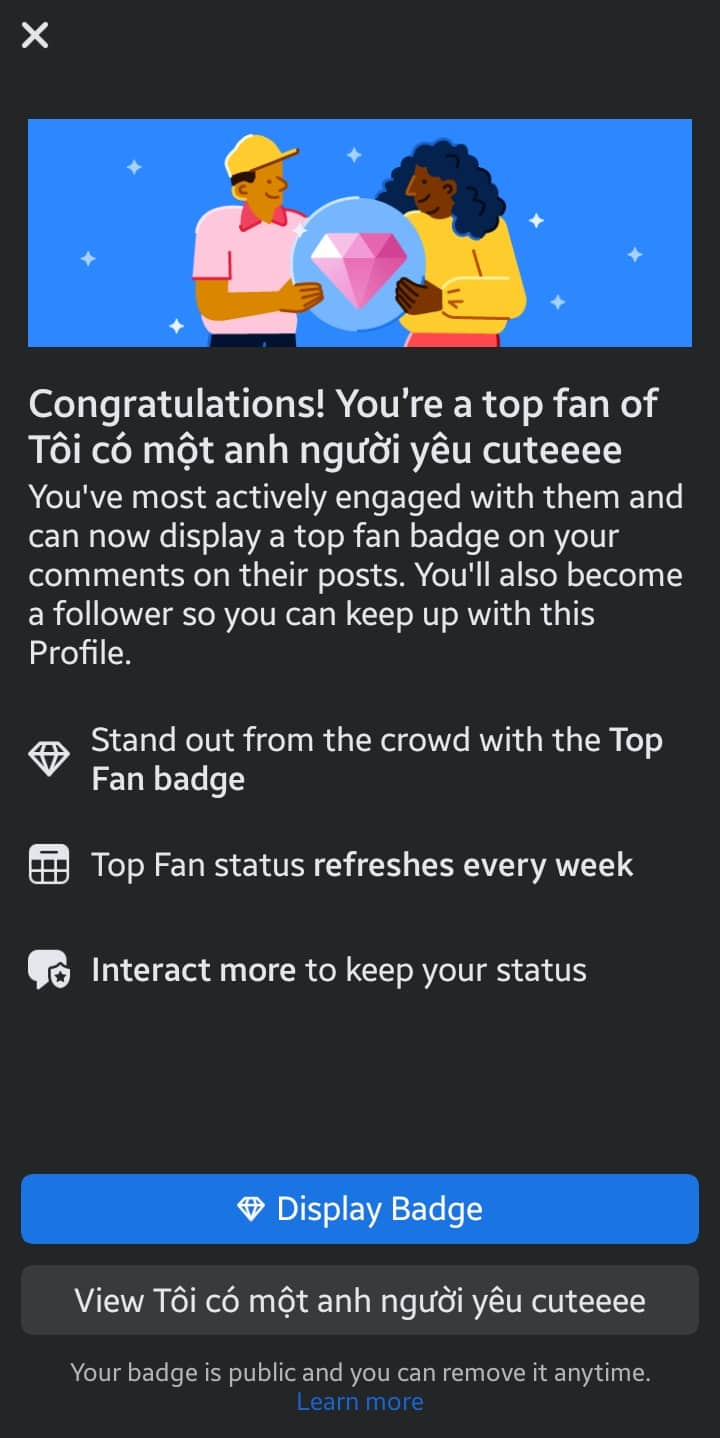 Congratulations! You’re a top fan of
Tôi có một anh người yêu cuteeee
You've most actively engaged with them and
can now display a top fan badge on your
comments on their posts. You'll also become
a follower so you can keep up with this
Profile.
Stand out from the crowd with the Top
Fan badge
Top Fan status refreshes every week
Interact more to keep your status
Display Badge
View Tôi có một anh người yêu cuteeee
Your badge is public and you can remove it anytime.
Learn more